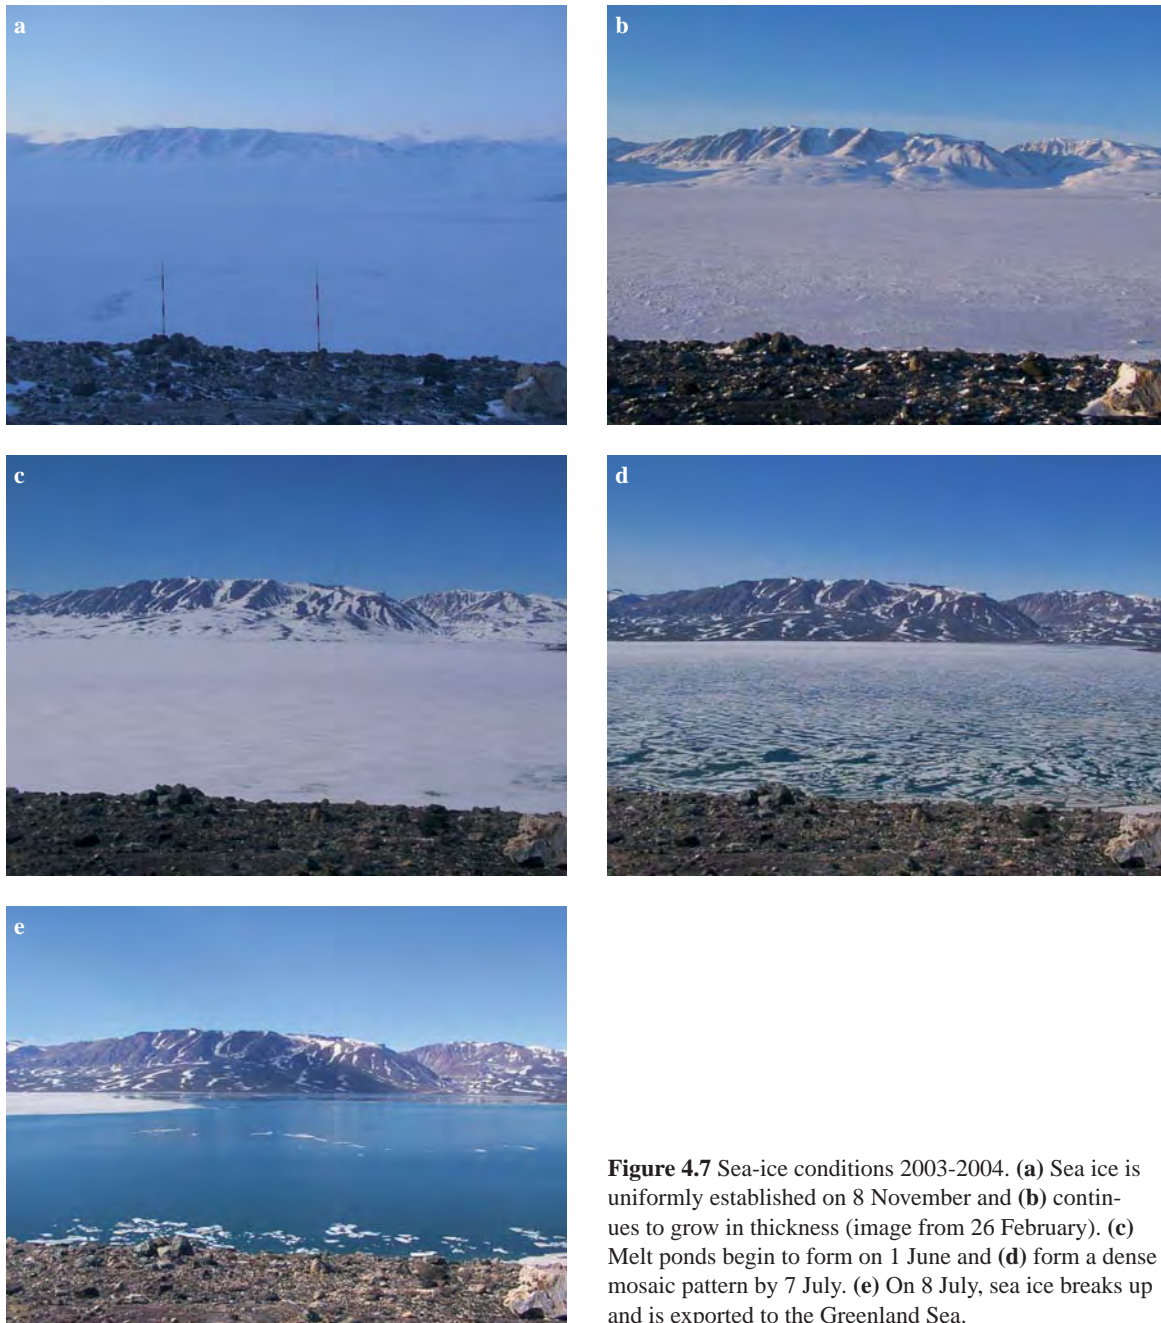 a
b
c
d
e
Figure 4.7 Sea-ice conditions 2003-2004. (a) Sea ice is
uniformly established on 8 November and (b) contin-
ues to grow in thickness (image from 26 February). (c)
Melt ponds begin to form on 1 June and (d) form a dense
mosaic pattern by 7 July. (e) On 8 July, sea ice breaks up
and is exported to the Greenland Sea.